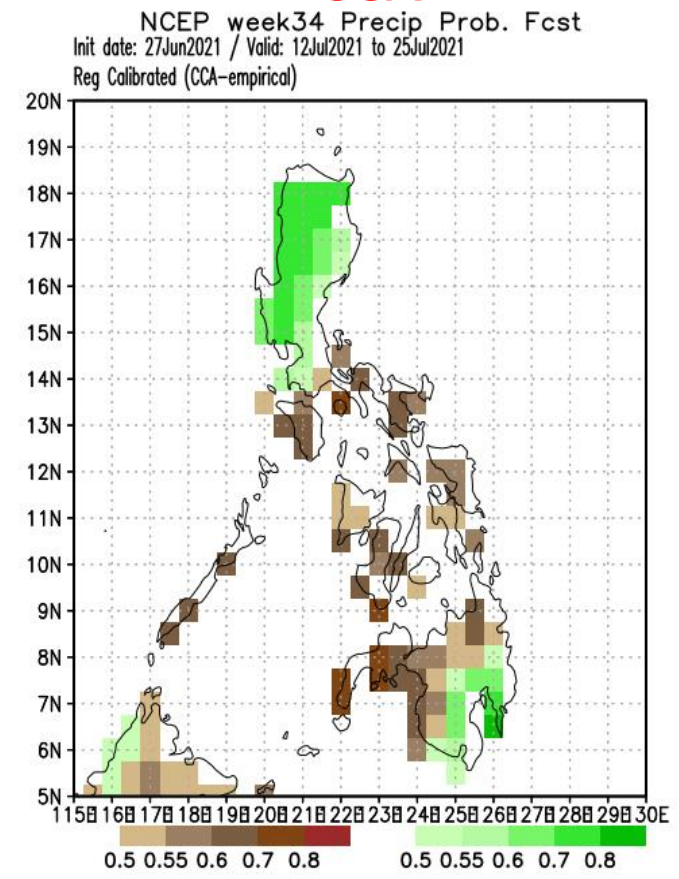 NCEP week34 Precip Prob. Fcst
Init date: 27Jun2021 / Valid: 12Jul2021 to 25Jul2021
Reg Calibrated (CCA-empirical)
20N
19N
18N
17N
16N
15N
14N
13N
12N
11N
10N
9N
8N
7N
6N
5N
115E 116E 117E 118E 119E 120E 121E 122E 123E 124E 125E 126E 127E 128E 129E 130E
0.5 0.55 0.6 0.7 0.8 0.5 0.55 0.6 0.7 0.8